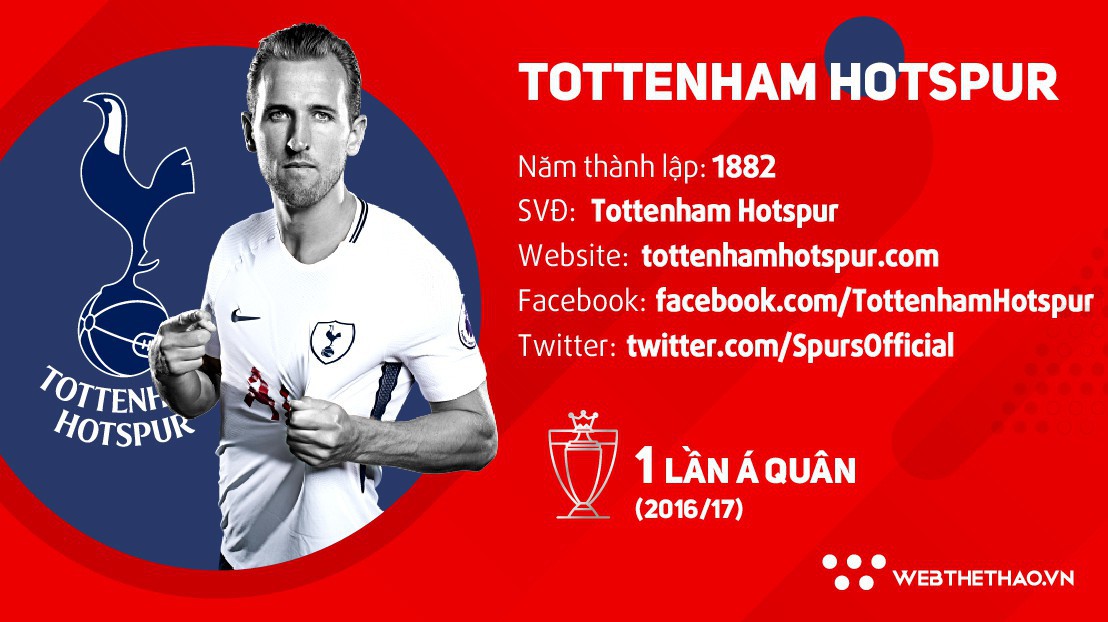 TOTTENHAM HOTSPUR
Năm thành lập: 1882
SVĐ: Tottenham Hotspur
Website: tottenhamhotspur.com
Facebook: facebook.com/TottenhamHotspur
Twitter: twitter.com/SpursOfficial
1 LẦN Á QUÂN
(2016/17)
WEBTHETHAO.VN
HOTSPUR